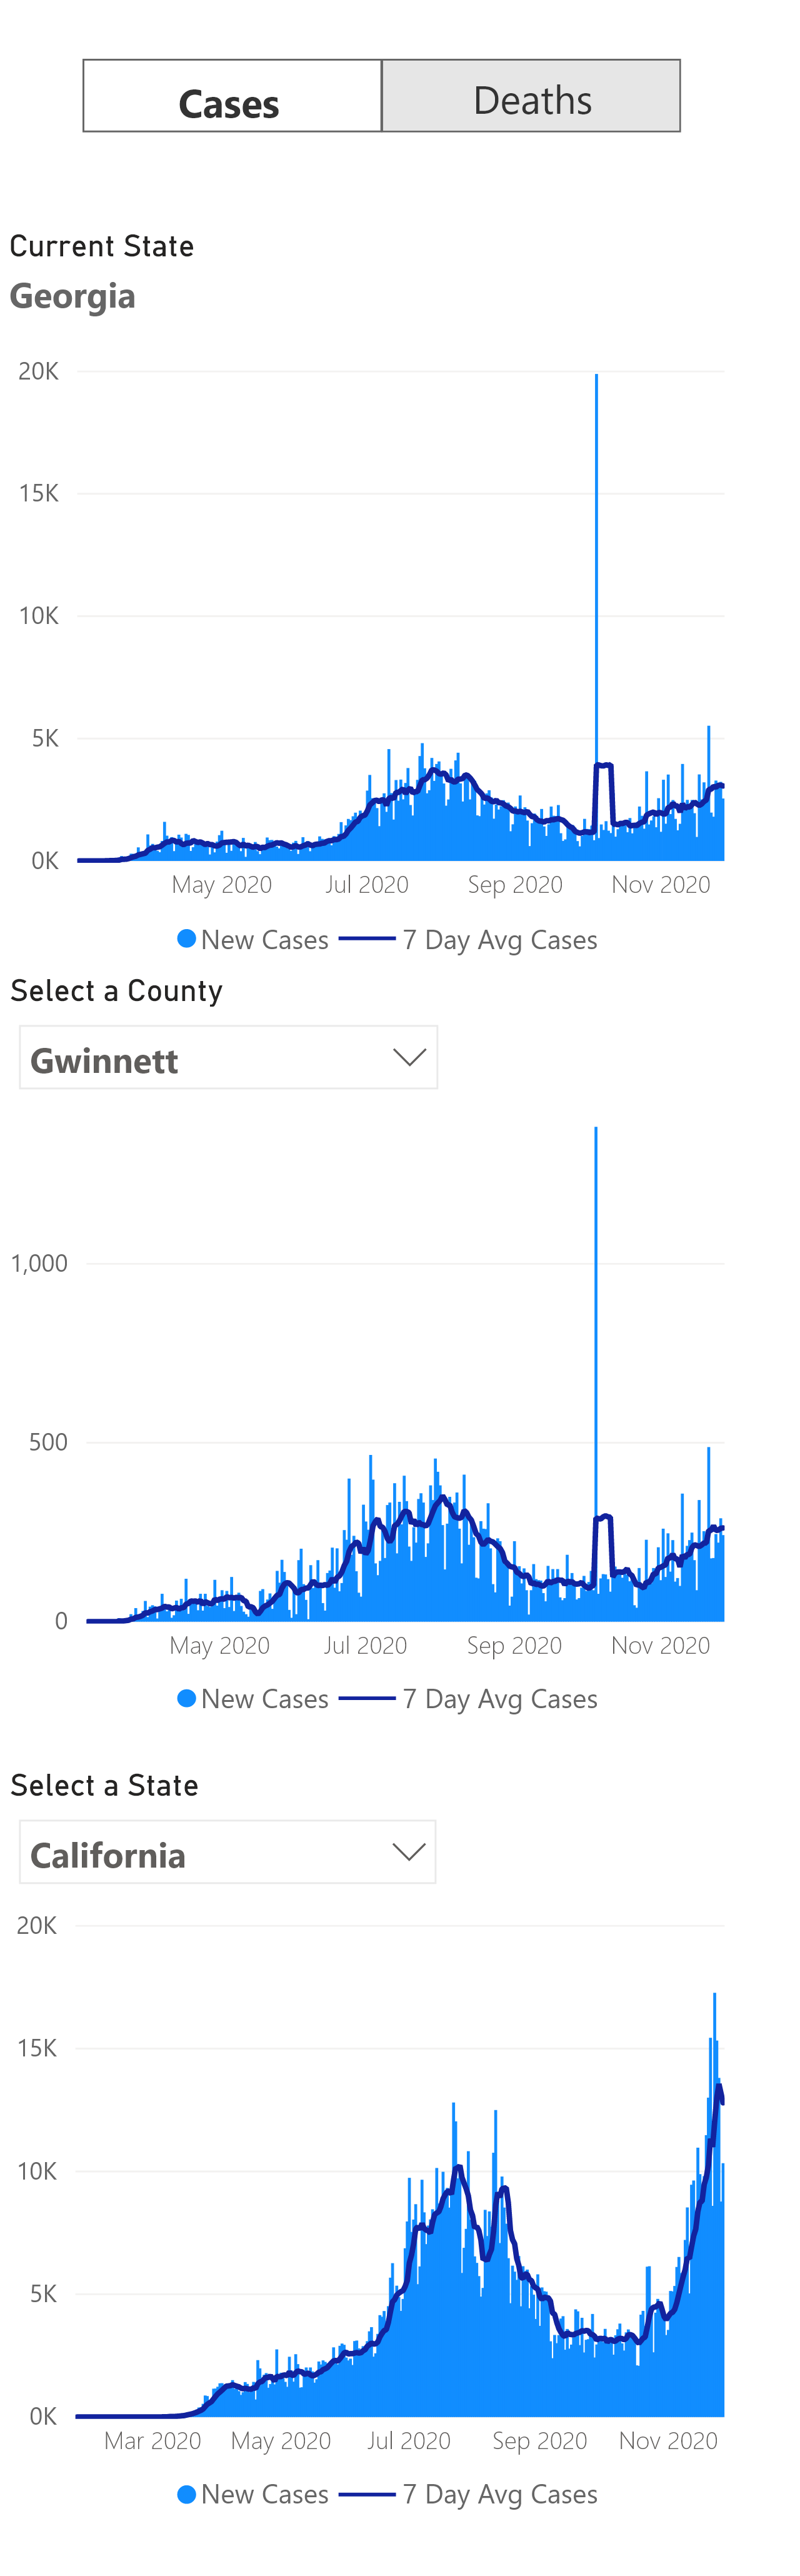 Cases Deaths
Current State
Georgia
20K
15K
10K
5K
0K
May 2020 Jul 2020 Sep 2020 Nov 2020
New Cases 7 Day Avg Cases
Select a County
Gwinnett
1,000
500
0
May 2020 Jul 2020 Sep 2020 Nov 2020
New Cases 7 Day Avg Cases
Select a State
California
20K
15K
10K
5K
0K
Mar 2020 May 2020 Jul 2020 Sep 2020 Nov 2020
New Cases 7 Day Avg Cases